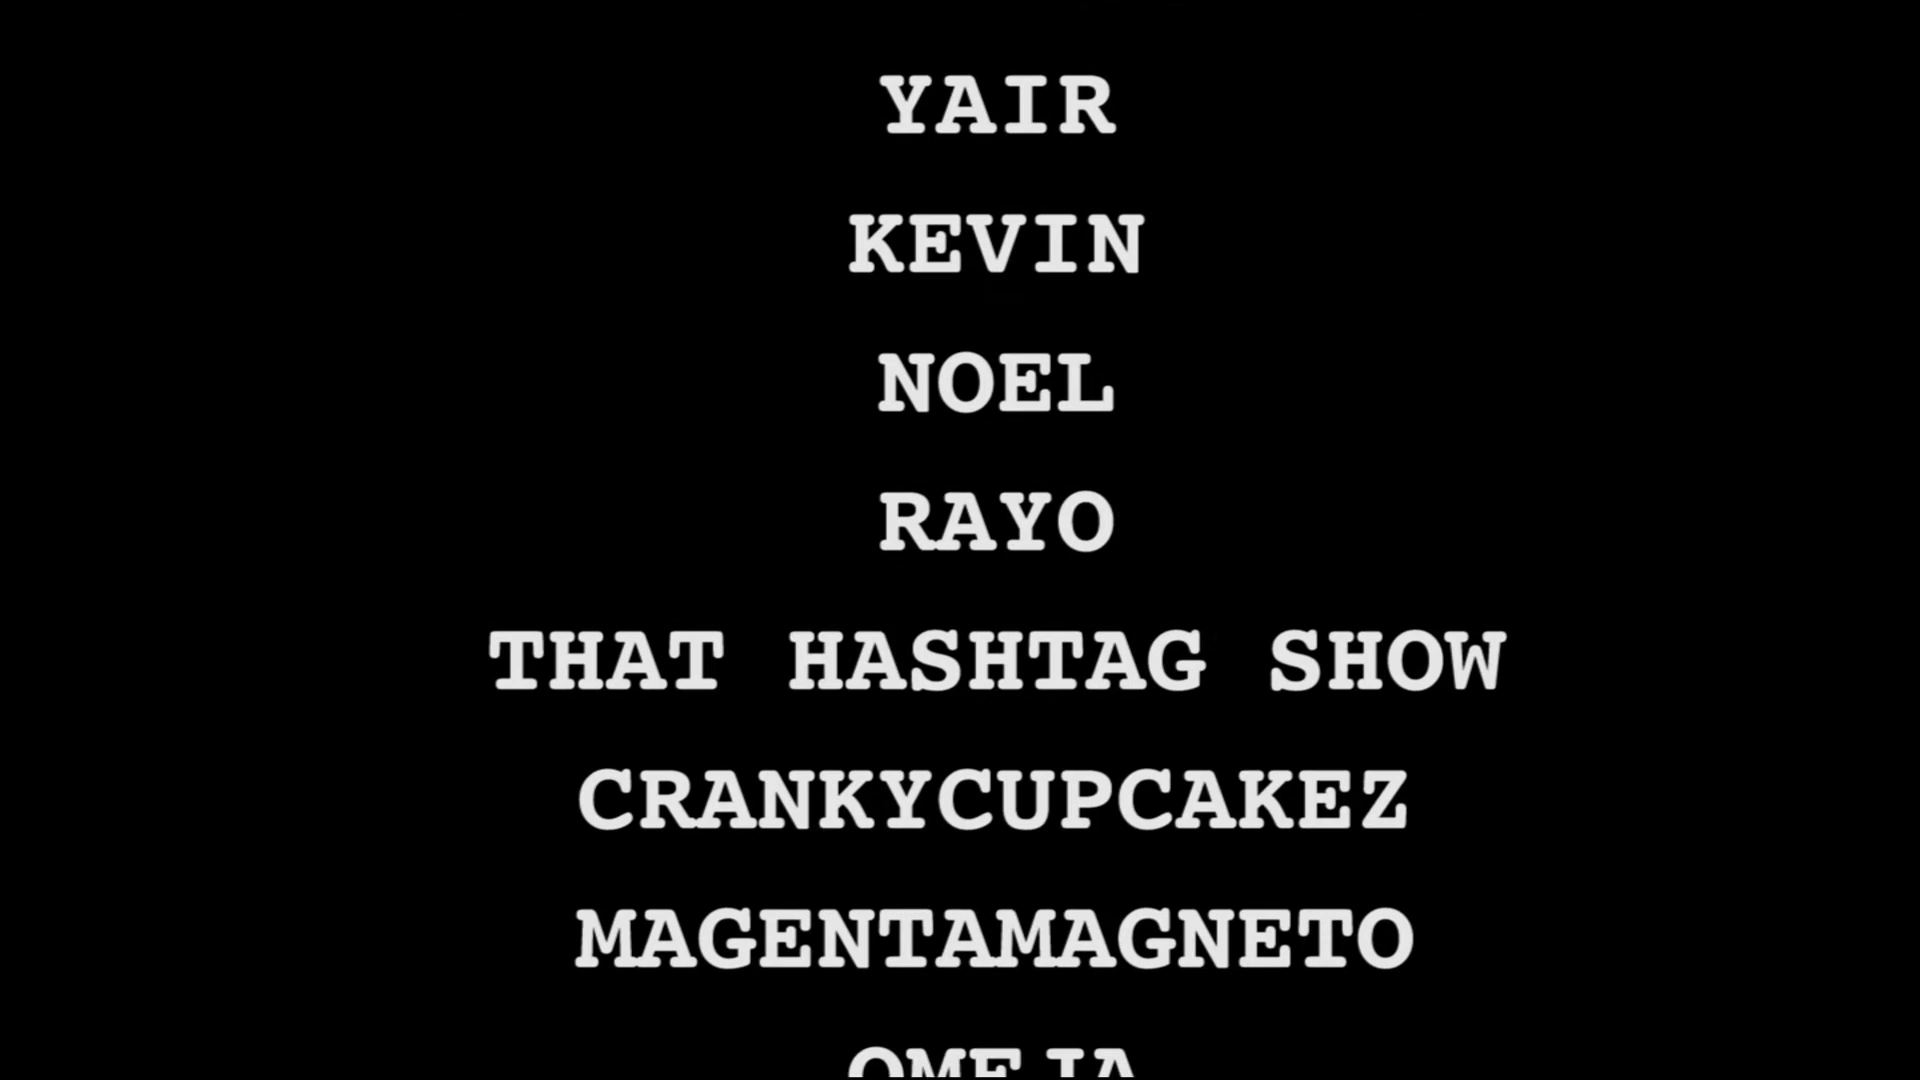 YAIR
KEVIN
NOEL
RAYO
THAT HASHTAG SHOW
CRANKYCUPCAKEZ
MAGENTAMAGNETO